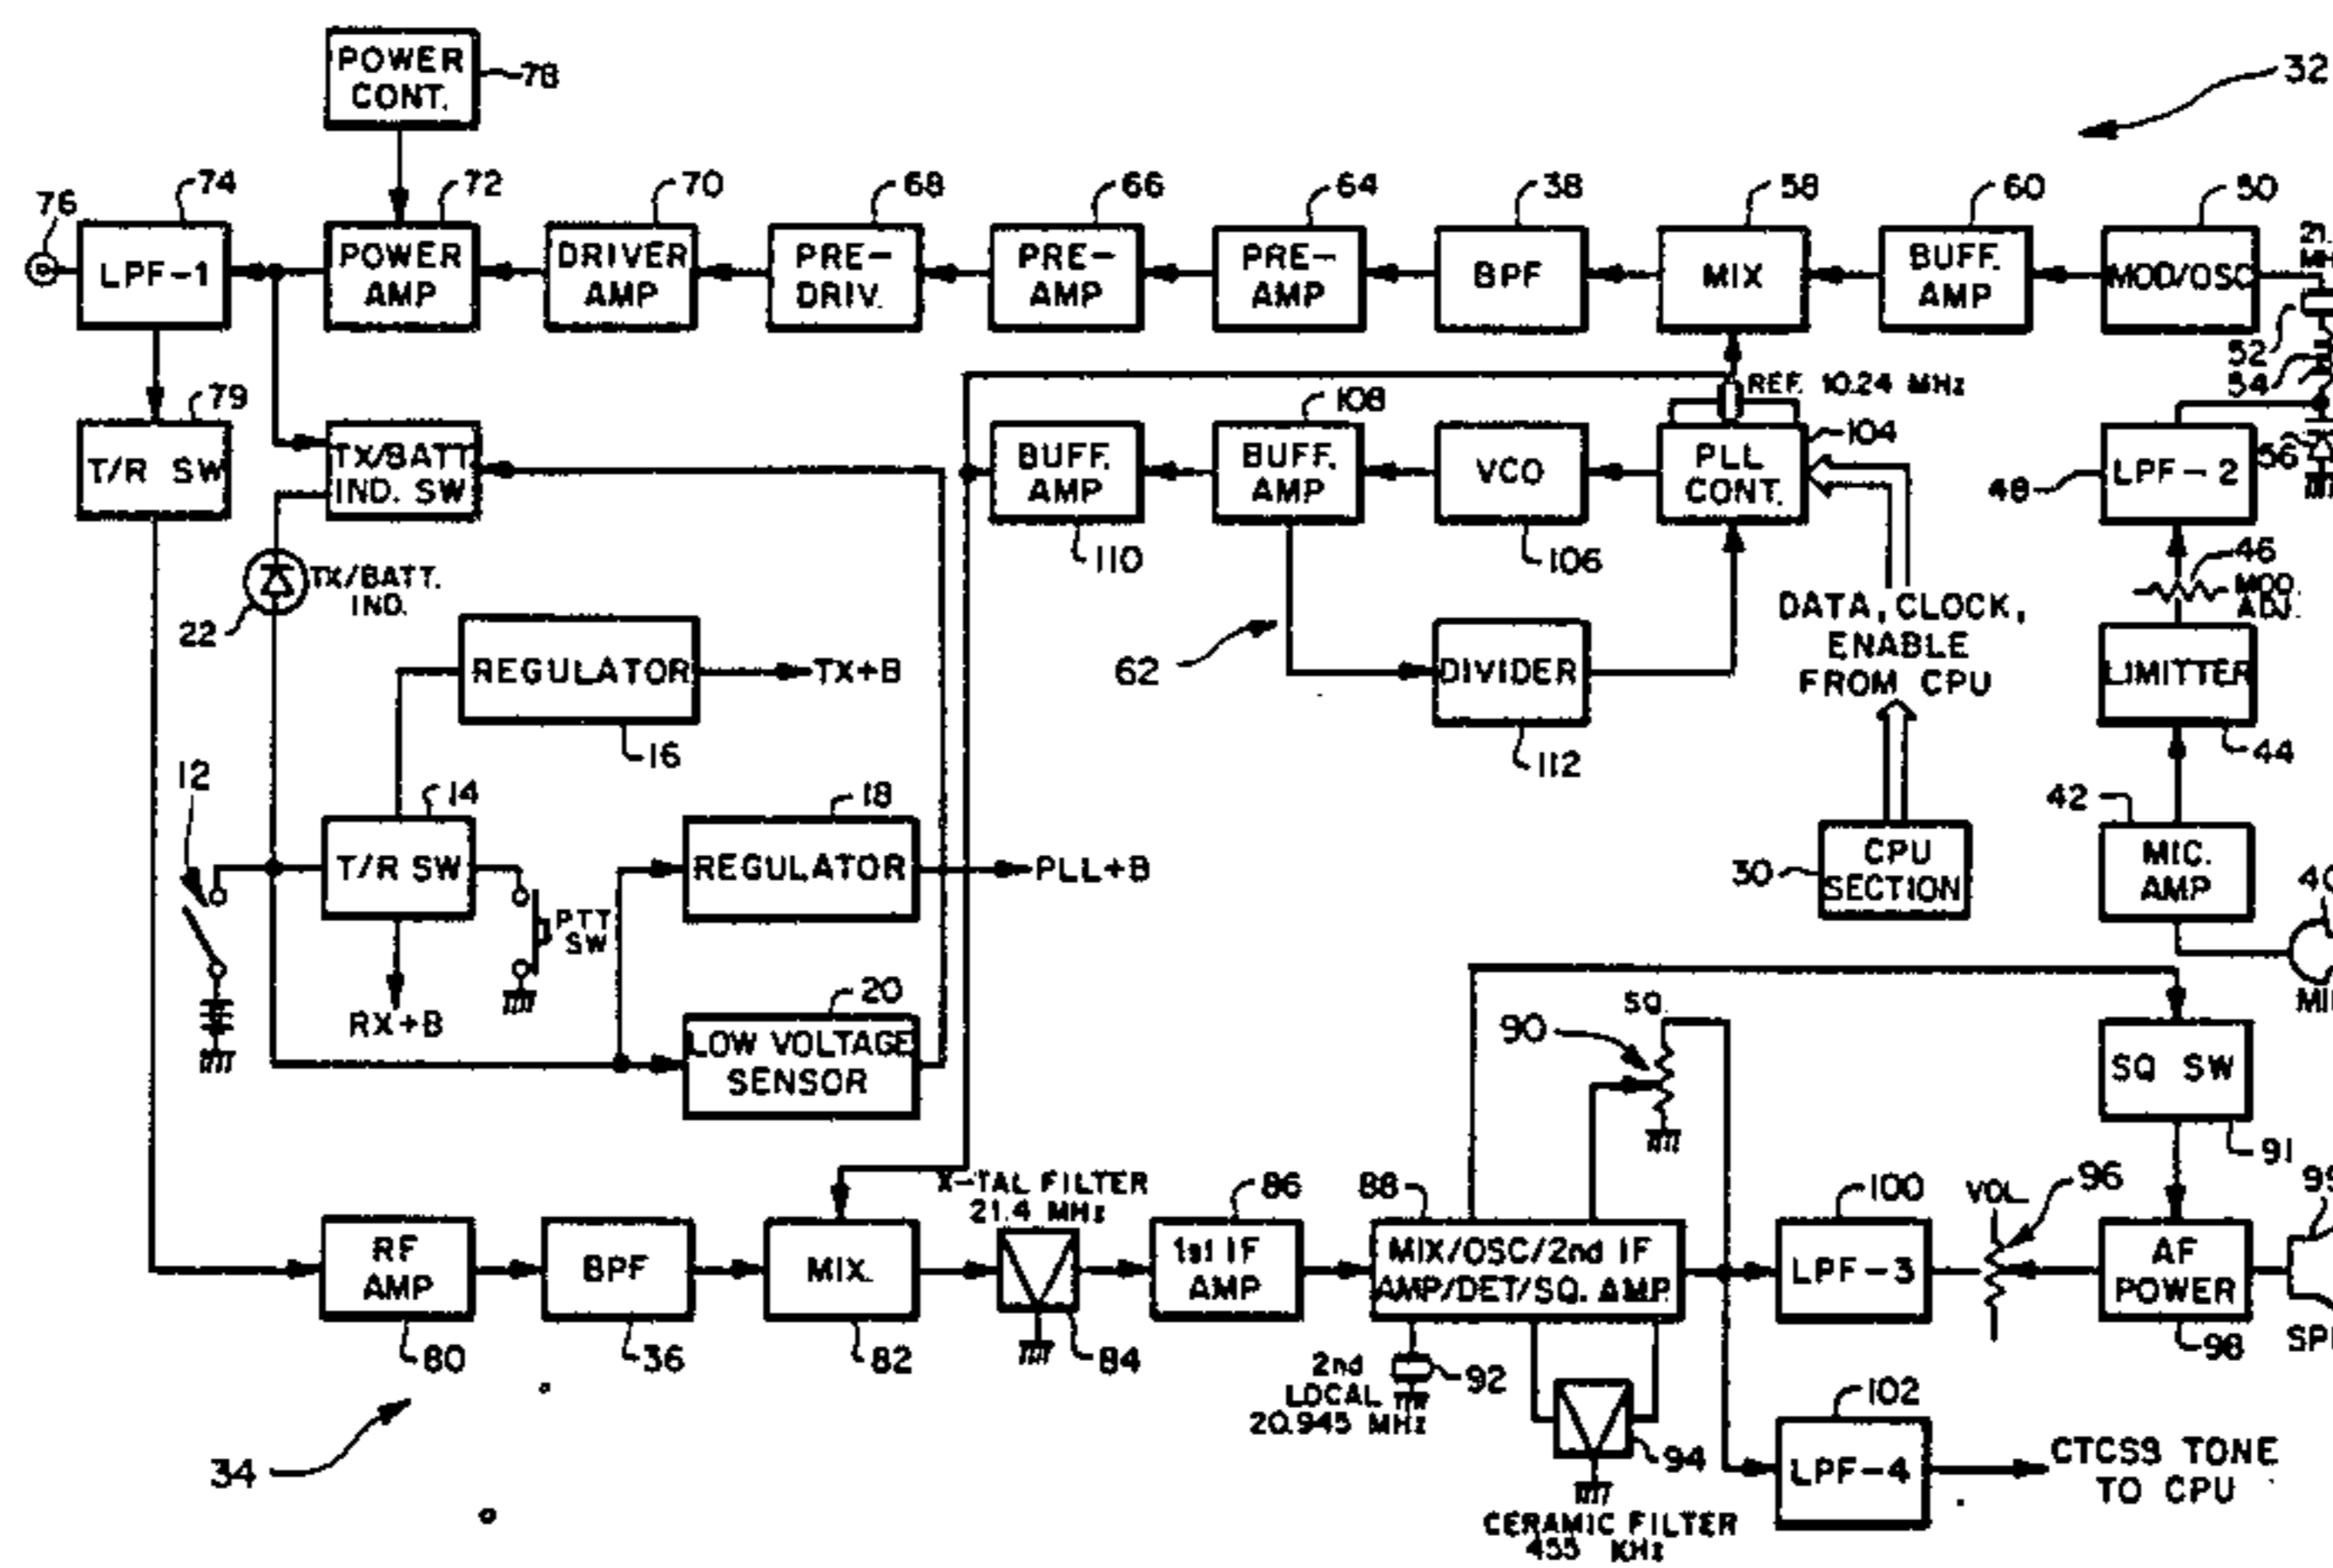 POWER
CONT.
78
32
76
74
72
70
68
66
64
38
58
60
50
LPF-1
POWER
AMP
DRIVER
AMP
PRE-
DRIV.
PRE-
AMP
PRE-
AMP
BPF
MIX
BUFF.
AMP
MOD/OSC
21.
52
54
56
79
T/R SW
TX/BATT
IND. SW
BUFF.
AMP
110
108
BUFF.
AMP
VCO
106
REF. 10.24 MHz
104
PLL
CONT.
48
LPF-2
46
MOD.
ADJ.
22
TX/BATT.
IND.
REGULATOR
TX+B
16
62
DIVIDER
112
DATA, CLOCK,
ENABLE
FROM CPU
LIMITTER
44
12
14
T/R SW
PTT
SW
RX+B
18
REGULATOR
PLL+B
30
CPU
SECTION
42
MIC.
AMP
20
LOW VOLTAGE
SENSOR
90
SQ.
SQ SW
91
RF
AMP
80
BPF
36
MIX.
82
X-TAL FILTER
21.4 MHz
84
86
1st IF
AMP
88
MIX/OSC/2nd IF
AMP/DET/SQ. AMP.
100
LPF-3
VOL.
96
AF
POWER
98
99
2nd
LOCAL
20.945 MHz
92
94
CERAMIC FILTER
455 KHz
102
LPF-4
CTCSS TONE
TO CPU
34